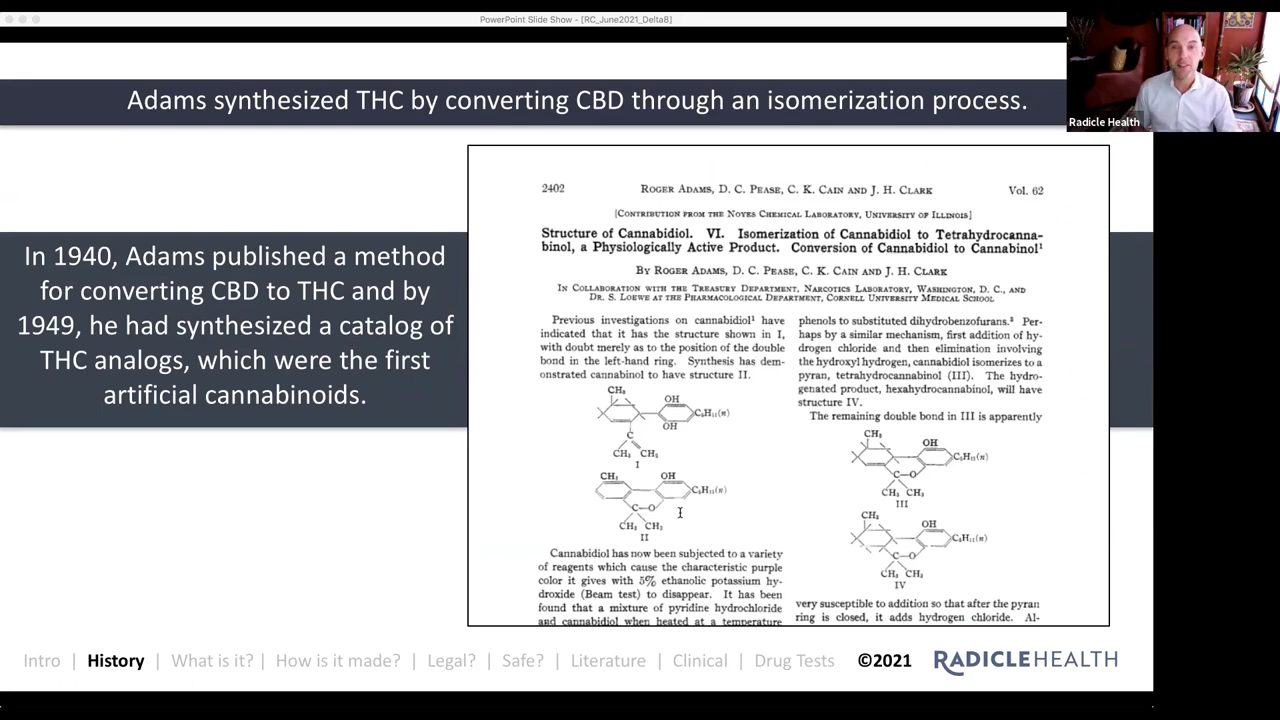 PowerPoint Slide Show - [RC_June2021_Delta8]
Radicle Health
Adams synthesized THC by converting CBD through an isomerization process.
In 1940, Adams published a method
for converting CBD to THC and by
1949, he had synthesized a catalog of
THC analogs, which were the first
artificial cannabinoids.
2402 ROGER ADAMS, D. C. PEASE, C. K. CAIN AND J. H. CLARK Vol. 62
[CONTRIBUTION FROM THE NOYES CHEMICAL LABORATORY, UNIVERSITY OF ILLINOIS]
Structure of Cannabidiol. VI. Isomerization of Cannabidiol to Tetrahydrocanna-
binol, a Physiologically Active Product. Conversion of Cannabidiol to Cannabinol¹
BY ROGER ADAMS, D. C. PEASE, C. K. CAIN AND J. H. CLARK
IN COLLABORATION WITH THE TREASURY DEPARTMENT, NARCOTICS LABORATORY, WASHINGTON, D. C., AND
DR. S. LOEWE AT THE PHARMACOLOGICAL DEPARTMENT, CORNELL UNIVERSITY MEDICAL SCHOOL
Previous investigations on cannabidiol¹ have
indicated that it has the structure shown in I,
with doubt merely as to the position of the double
bond in the left-hand ring. Synthesis has dem-
onstrated cannabinol to have structure II.
CH₃
OH
C₅H₁₁(n)
OH
C
CH₃ CH₂
I
CH₃
OH
C₅H₁₁(n)
C—O
CH₃ CH₃
II
Cannabidiol has now been subjected to a variety
of reagents which cause the characteristic purple
color it gives with 5% ethanolic potassium hy-
droxide (Beam test) to disappear. It has been
found that a mixture of pyridine hydrochloride
and cannabidiol when heated at a temperature
phenols to substituted dihydrobenzofurans.² Per-
haps by a similar mechanism, first addition of hy-
drogen chloride and then elimination involving
the hydroxyl hydrogen, cannabidiol isomerizes to a
pyran, tetrahydrocannabinol (III). The hydro-
genated product, hexahydrocannabinol, will have
structure IV.
The remaining double bond in III is apparently
CH₃
OH
C₅H₁₁(n)
C—O
CH₃ CH₃
III
CH₃
OH
C₅H₁₁(n)
C—O
CH₃ CH₃
IV
very susceptible to addition so that after the pyran
ring is closed, it adds hydrogen chloride. Al-
Intro | History | What is it? | How is it made? | Legal? | Safe? | Literature | Clinical | Drug Tests ©2021 RADICLEHEALTH